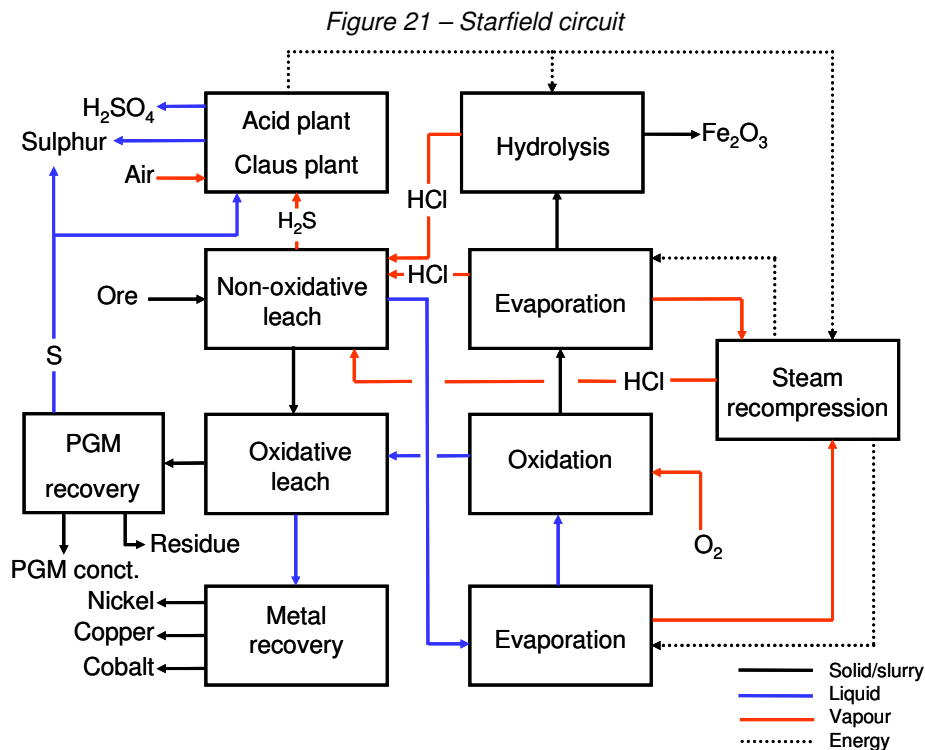 Figure 21 – Starfield circuit
H₂SO₄
Sulphur
Air
Acid plant
Claus plant
Hydrolysis
Fe₂O₃
HCl
H₂S
Ore
Non-oxidative
leach
HCl
Evaporation
S
HCl
Steam
recompression
PGM
recovery
Oxidative
leach
Oxidation
O₂
Residue
PGM conct.
Nickel
Copper
Cobalt
Metal
recovery
Evaporation
Solid/slurry
Liquid
Vapour
Energy